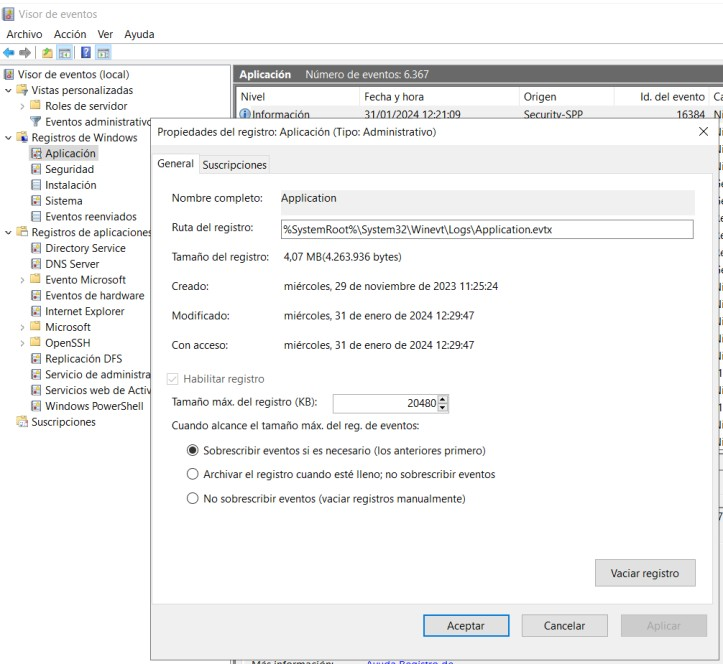 Visor de eventos
Archivo Acción Ver Ayuda
Visor de eventos (local)
Vistas personalizadas
Roles de servidor
Eventos administrativo
Registros de Windows
Aplicación
Seguridad
Instalación
Sistema
Eventos reenviados
Registros de aplicaciones
Directory Service
DNS Server
Evento Microsoft
Eventos de hardware
Internet Explorer
Microsoft
OpenSSH
Replicación DFS
Servicio de administra
Servicios web de Activ
Windows PowerShell
Suscripciones
Aplicación Número de eventos: 6.367
Nivel Fecha y hora Origen Id. del evento
Información 31/01/2024 12:21:09 Security-SPP 16384
Propiedades del registro: Aplicación (Tipo: Administrativo)
General Suscripciones
Nombre completo: Application
Ruta del registro: %SystemRoot%\System32\Winevt\Logs\Application.evtx
Tamaño del registro: 4,07 MB(4.263.936 bytes)
Creado: miércoles, 29 de noviembre de 2023 11:25:24
Modificado: miércoles, 31 de enero de 2024 12:29:47
Con acceso: miércoles, 31 de enero de 2024 12:29:47
Habilitar registro
Tamaño máx. del registro (KB): 20480
Cuando alcance el tamaño máx. del reg. de eventos:
Sobrescribir eventos si es necesario (los anteriores primero)
Archivar el registro cuando esté lleno; no sobrescribir eventos
No sobrescribir eventos (vaciar registros manualmente)
Vaciar registro
Aceptar Cancelar Aplicar
Más información: Ayuda Registro de